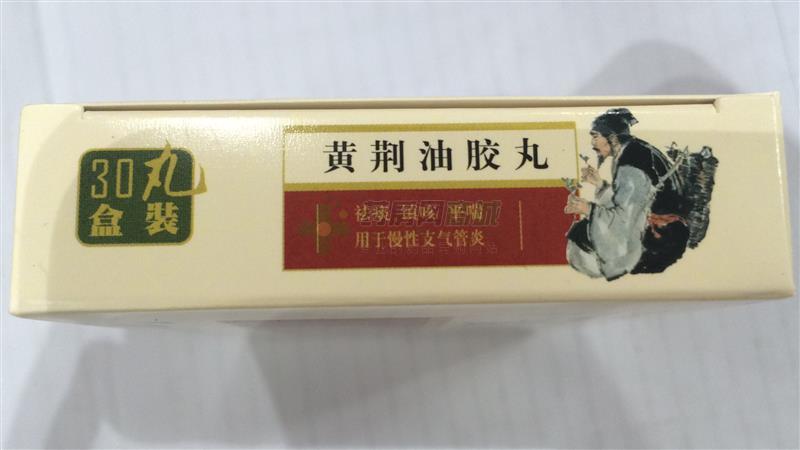 30丸
盒装
黄荆油胶丸
祛痰 镇咳 平喘
用于慢性支气管炎